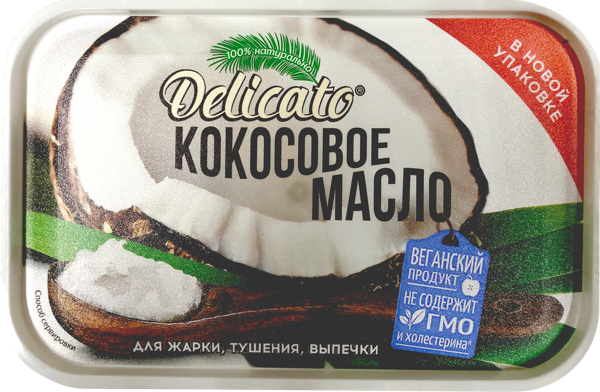 100% натурально
Delicato®
КОКОСОВОЕ
МАСЛО
В НОВОЙ
УПАКОВКЕ
ВЕГАНСКИЙ
ПРОДУКТ
НЕ СОДЕРЖИТ
ГМО
и холестерина*
Способ сервировки
ДЛЯ ЖАРКИ, ТУШЕНИЯ, ВЫПЕЧКИ